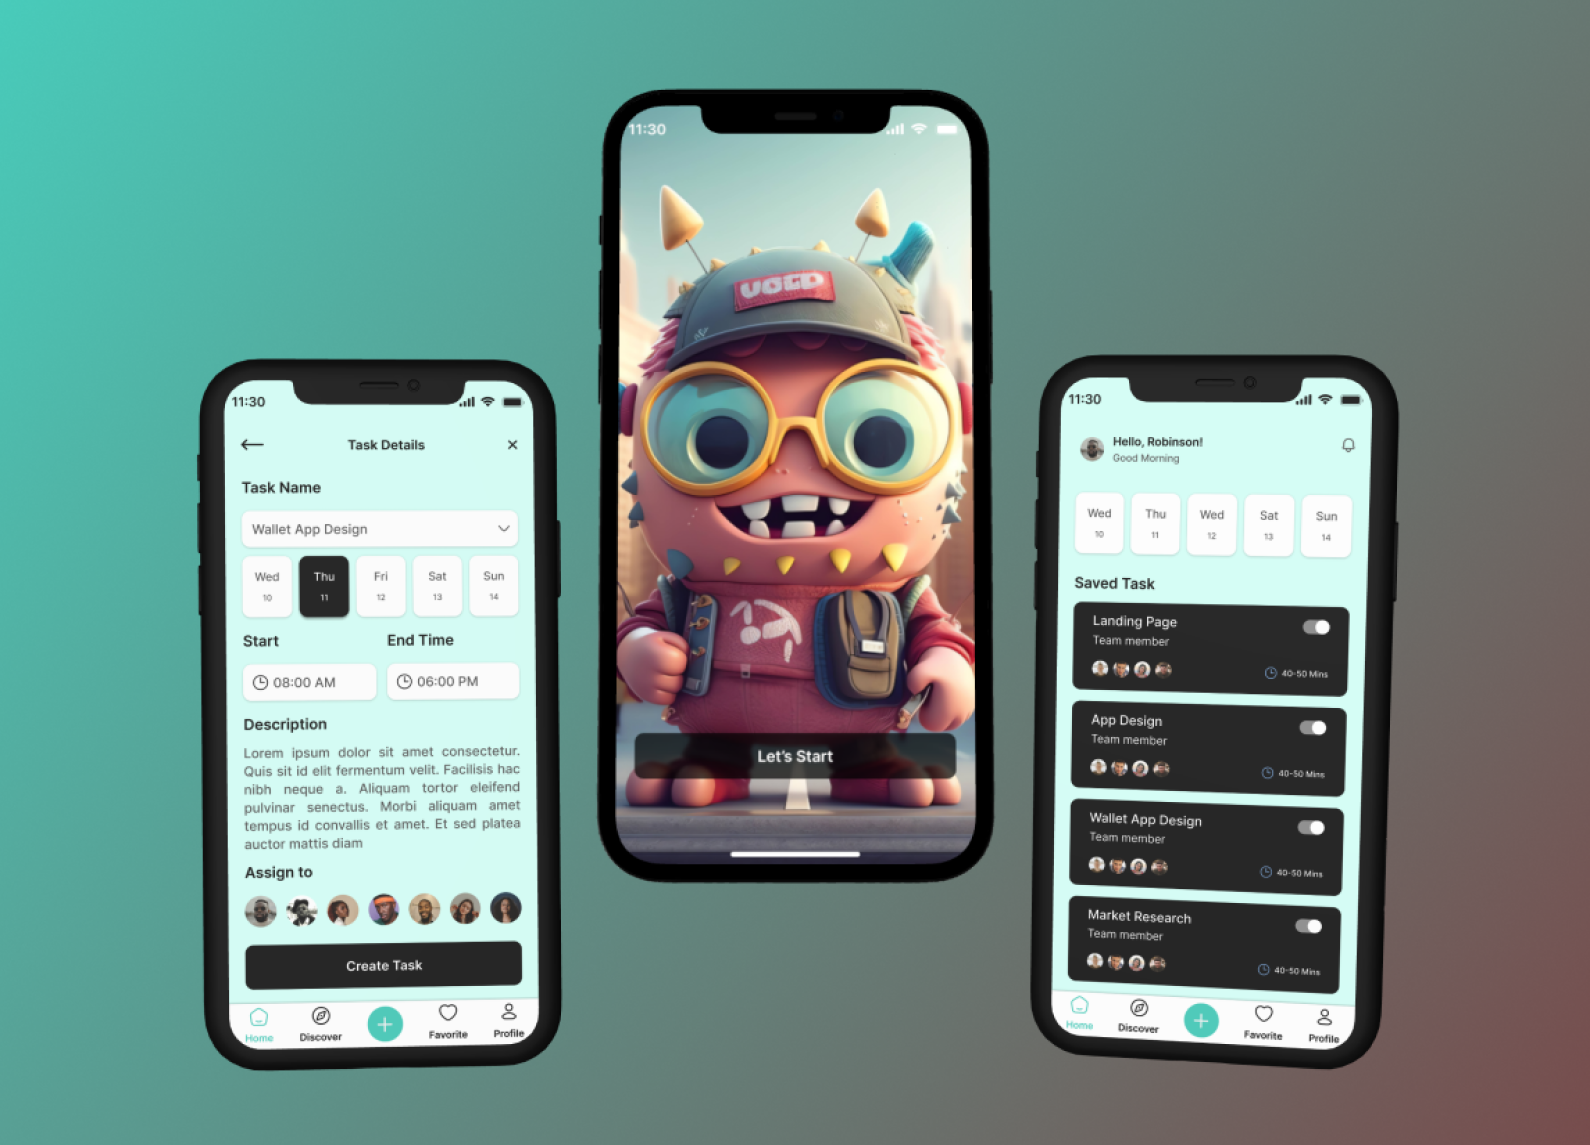 11:30
Task Details
Task Name
Wallet App Design
Wed Thu Fri Sat Sun
10 11 12 13 14
Start End Time
08:00 AM 06:00 PM
Description
Lorem ipsum dolor sit amet consectetur.
Quis sit id elit fermentum velit. Facilisis hac
nibh neque a. Aliquam tortor eleifend
pulvinar senectus. Morbi aliquam amet
tempus id convallis et amet. Et sed platea
auctor mattis diam
Assign to
Create Task
Home Discover Favorite Profile
11:30
Let's Start
11:30
Hello, Robinson!
Good Morning
Wed Thu Wed Sat Sun
10 11 12 13 14
Saved Task
Landing Page
Team member
40-50 Mins
App Design
Team member
40-50 Mins
Wallet App Design
Team member
40-50 Mins
Market Research
Team member
40-50 Mins
Home Discover Favorite Profile